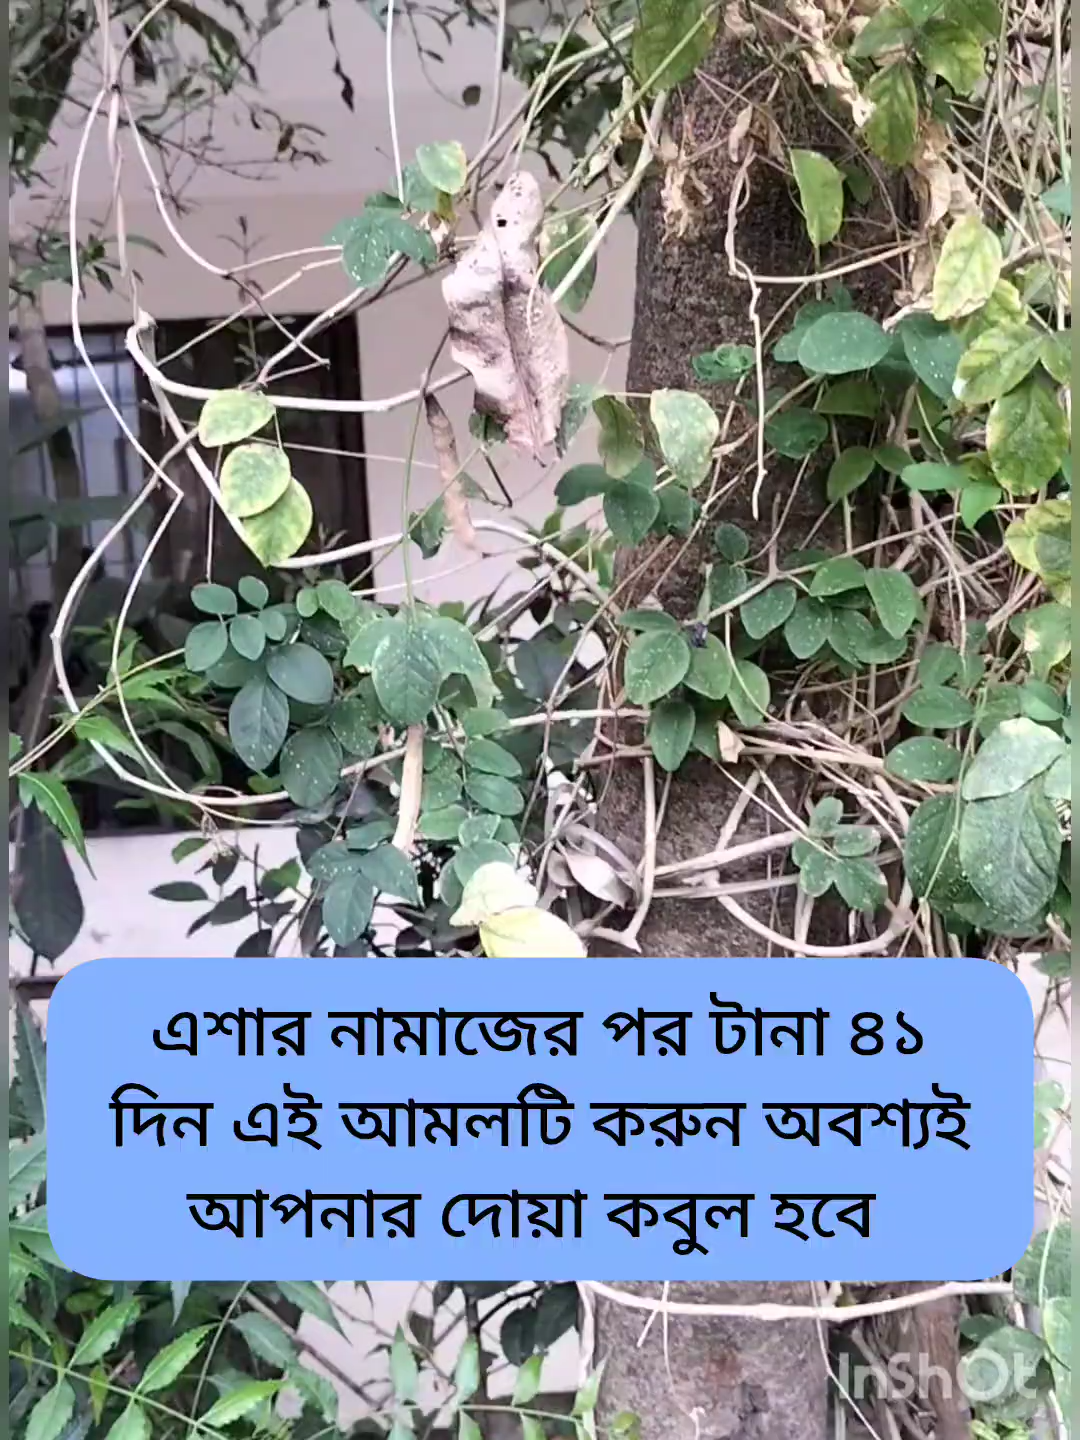 এশার নামাজের পর টানা ৪১
দিন এই আমলটি করুন অবশ্যই
আপনার দোয়া কবুল হবে
InShOt